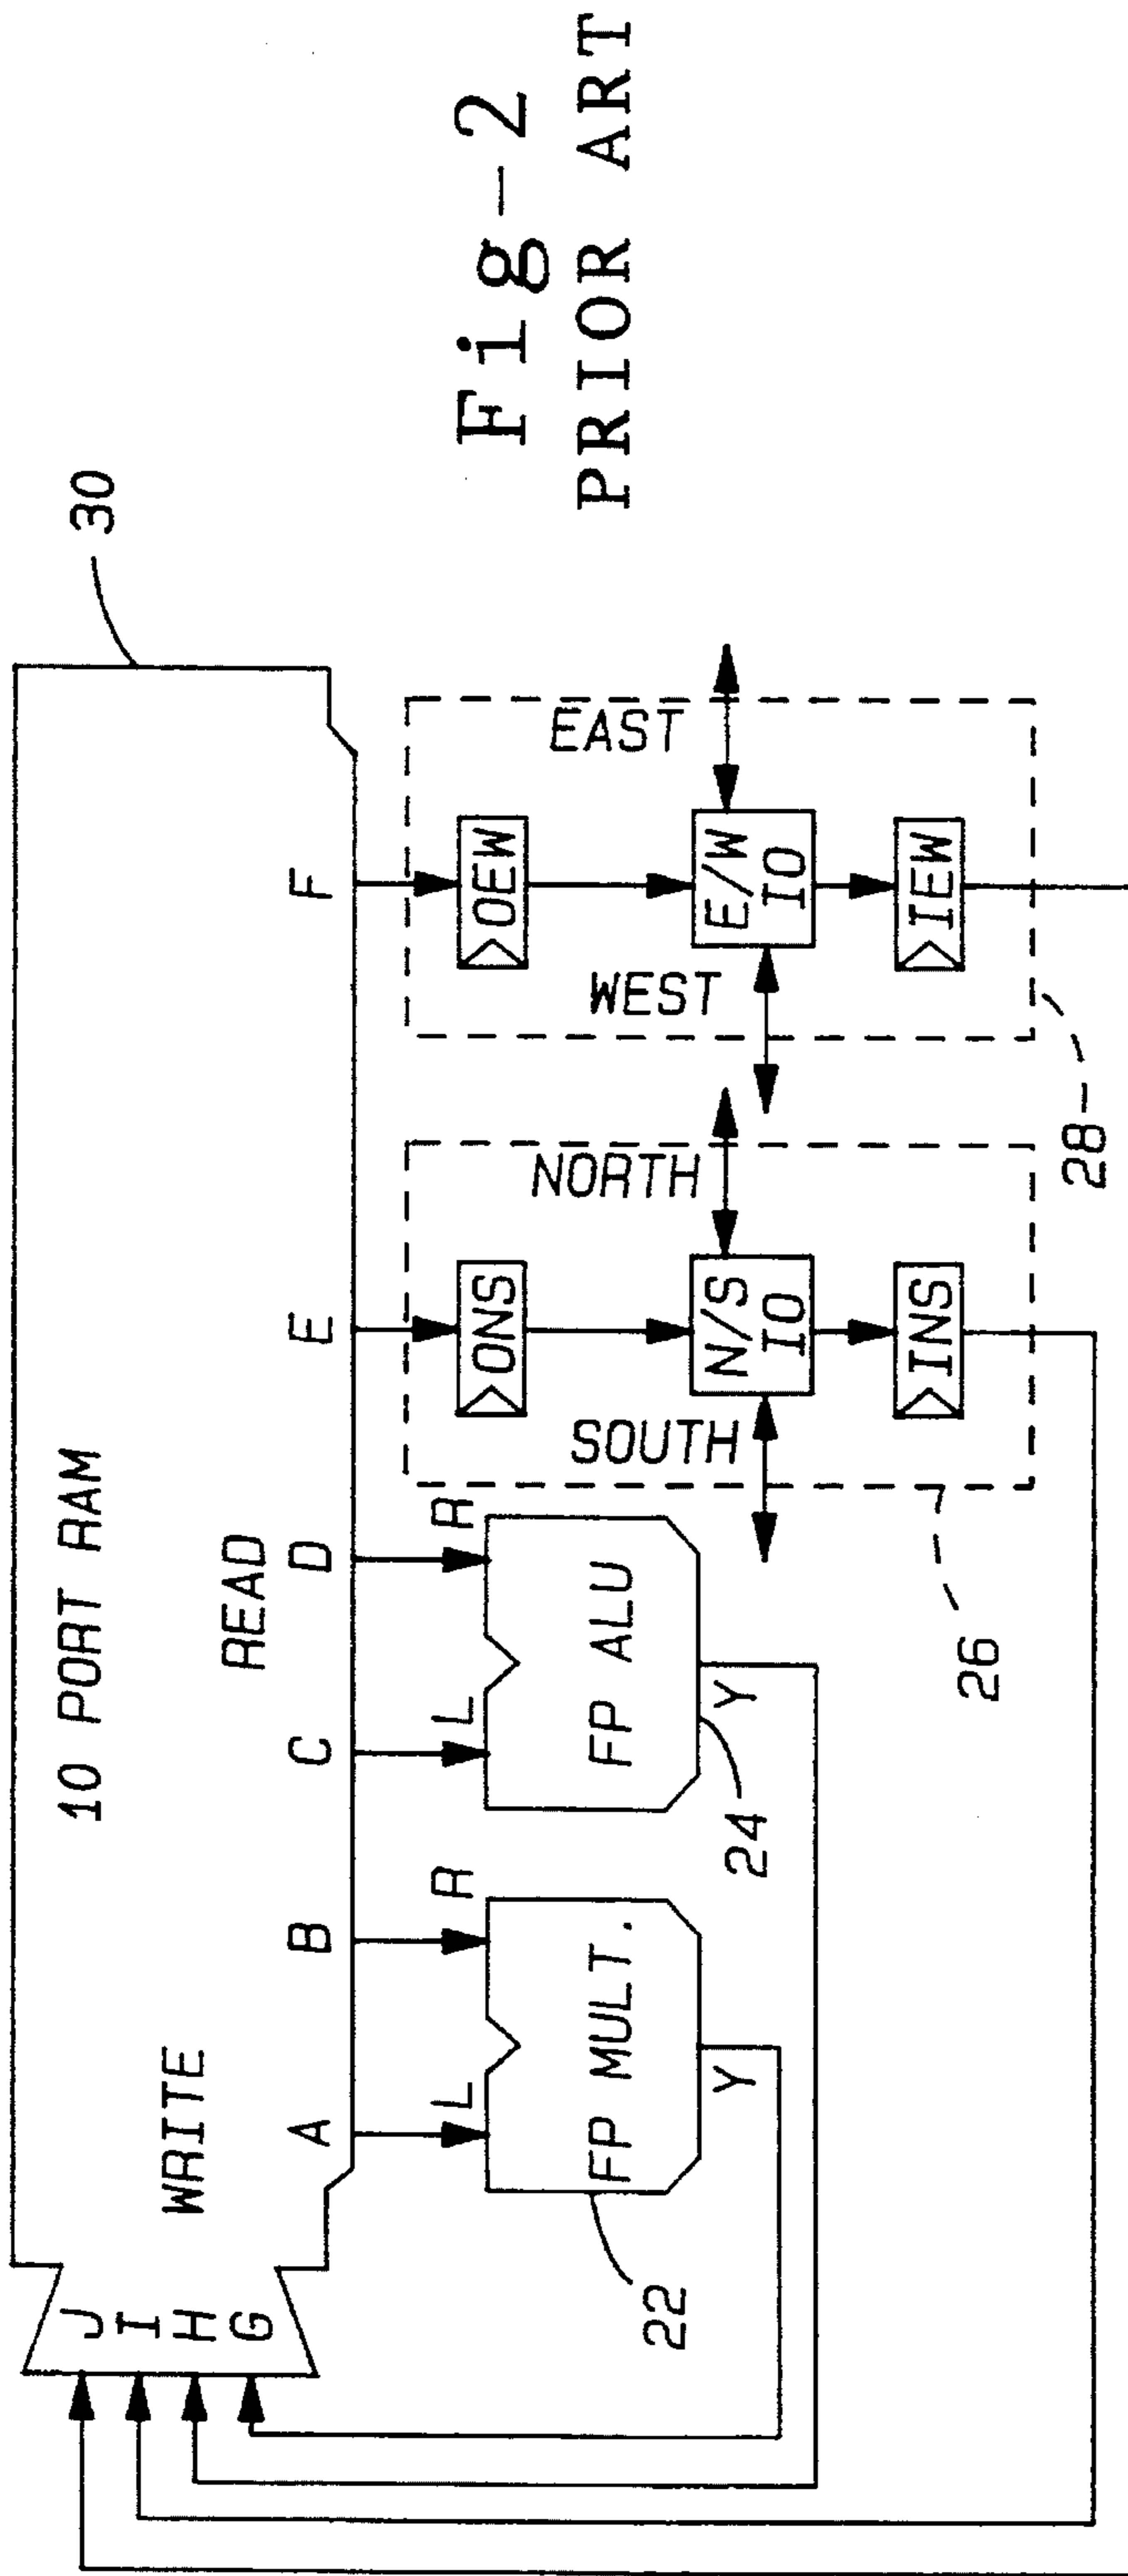 10 PORT RAM
30
WRITE
READ
J
I
H
G
A
B
C
D
E
F
L
R
L
R
FP MULT.
22
Y
FP ALU
24
Y
ONS
NORTH
N/S
IO
SOUTH
INS
26
OEW
EAST
E/W
IO
WEST
IEW
28
Fig-2
PRIOR ART